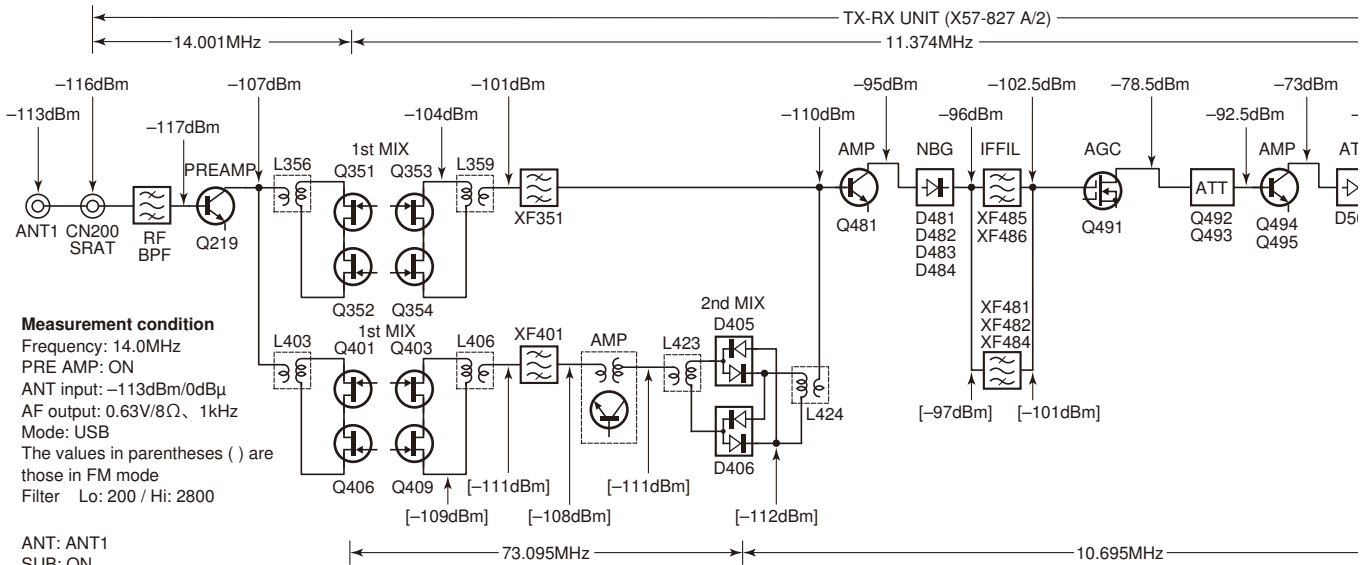 TX-RX UNIT (X57-827 A/2)
14.001MHz
11.374MHz
–116dBm
–107dBm
–101dBm
–95dBm
–102.5dBm
–78.5dBm
–73dBm
–113dBm
–117dBm
–104dBm
–110dBm
–96dBm
–92.5dBm
PREAMP
L356
1st MIX
Q351
Q353
L359
AMP
NBG
IFFIL
AGC
AMP
ANT1
CN200
SRAT
RF
BPF
Q219
XF351
Q481
D481
D482
D483
D484
XF485
XF486
Q491
ATT
Q492
Q493
Q494
Q495
Q352
Q354
Measurement condition
Frequency: 14.0MHz
PRE AMP: ON
ANT input: –113dBm/0dBµ
AF output: 0.63V/8Ω、1kHz
Mode: USB
The values in parentheses ( ) are
those in FM mode
Filter Lo: 200 / Hi: 2800
ANT: ANT1
SUB: ON
L403
1st MIX
Q401
Q403
L406
XF401
AMP
L423
2nd MIX
D405
XF481
XF482
XF484
L424
D406
Q406
Q409
[–97dBm]
[–101dBm]
[–111dBm]
[–111dBm]
[–109dBm]
[–108dBm]
[–112dBm]
73.095MHz
10.695MHz